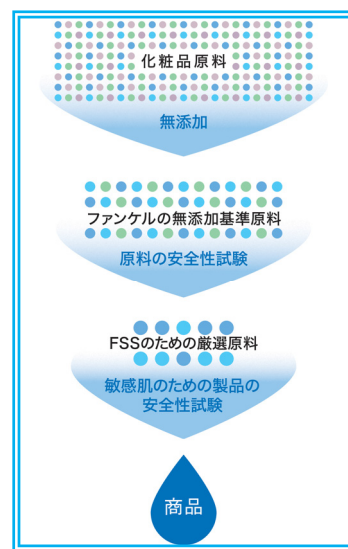 化粧品原料
無添加
ファンケルの無添加基準原料
原料の安全性試験
FSSのための厳選原料
敏感肌のための製品の
安全性試験
商品